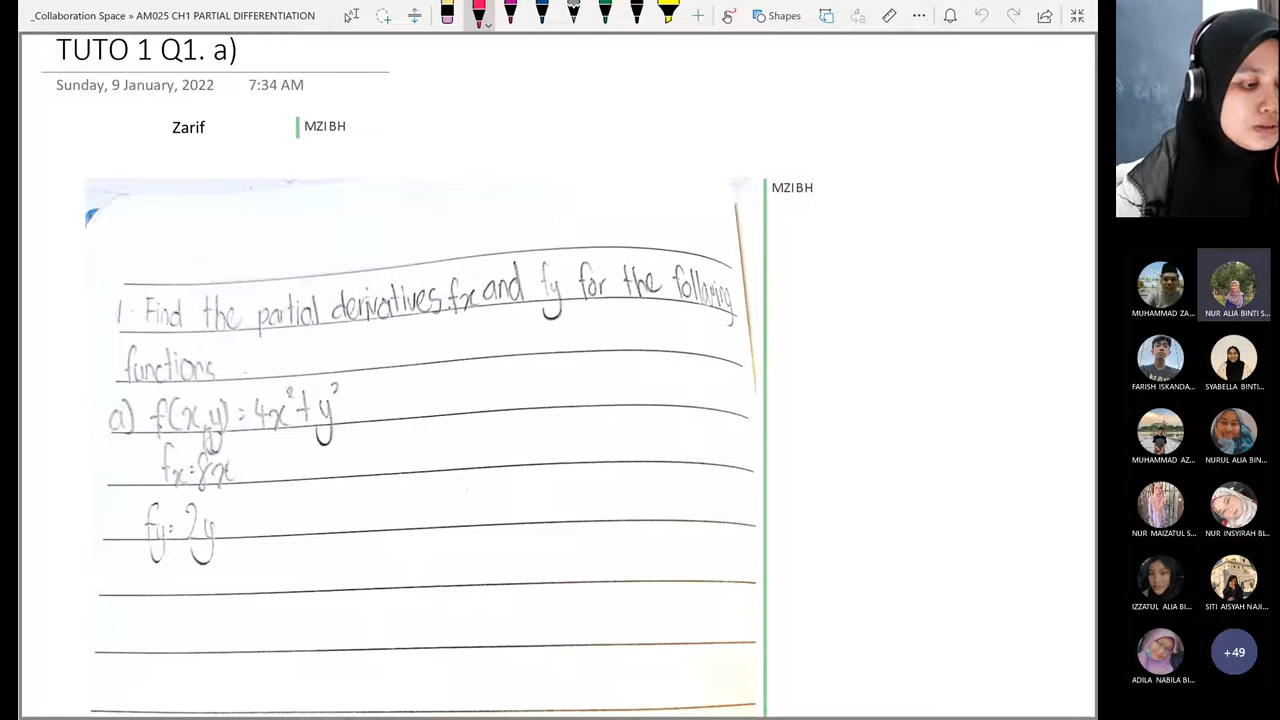 _Collaboration Space » AM025 CH1 PARTIAL DIFFERENTIATION
Shapes
TUTO 1 Q1. a)
Sunday, 9 January, 2022 7:34 AM
Zarif
MZIBH
MZIBH
1. Find the partial derivatives fx and fy for the following
functions
a) f(x,y) = 4x² + y²
fx = 8x
fy = 2y
MUHAMMAD ZA...
NUR ALIA BINTI S...
FARISH ISKANDA...
SYABELLA BINTI...
MUHAMMAD AZ...
NURUL ALIA BIN...
NUR MAIZATUL S...
NUR INSYIRAH BI...
IZZATUL ALIA BI...
SITI AISYAH NAJI...
ADILA NABILA BI...
+49